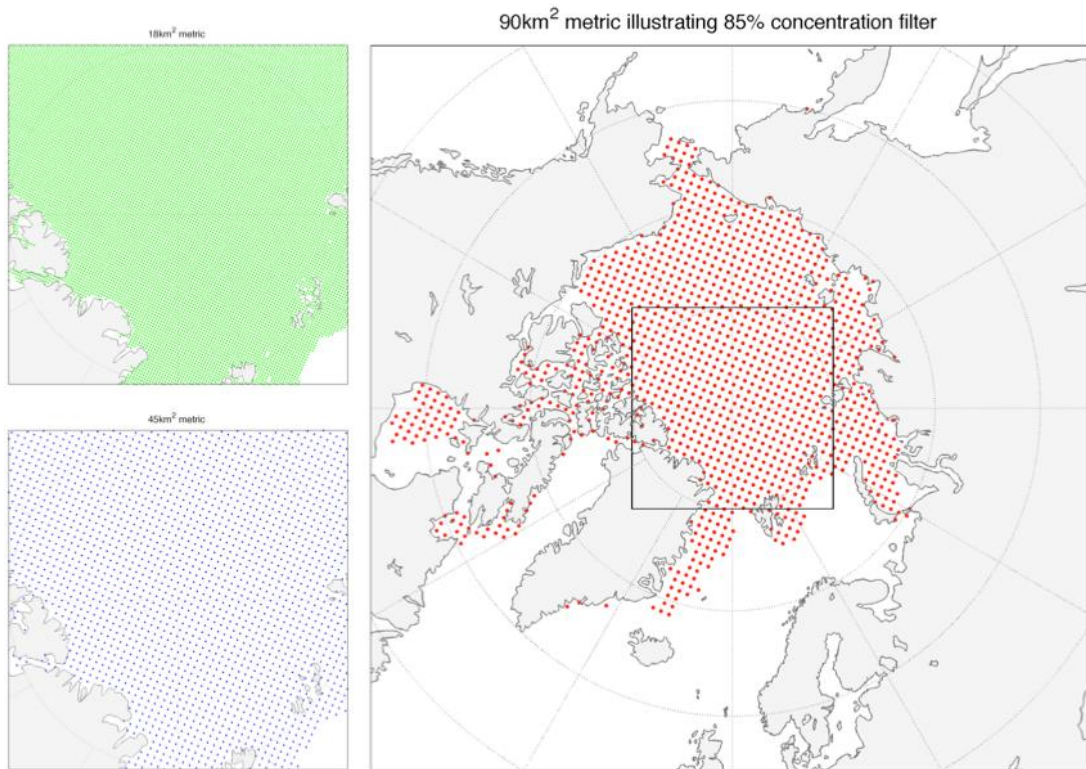 18km² metric
90km² metric illustrating 85% concentration filter
45km² metric